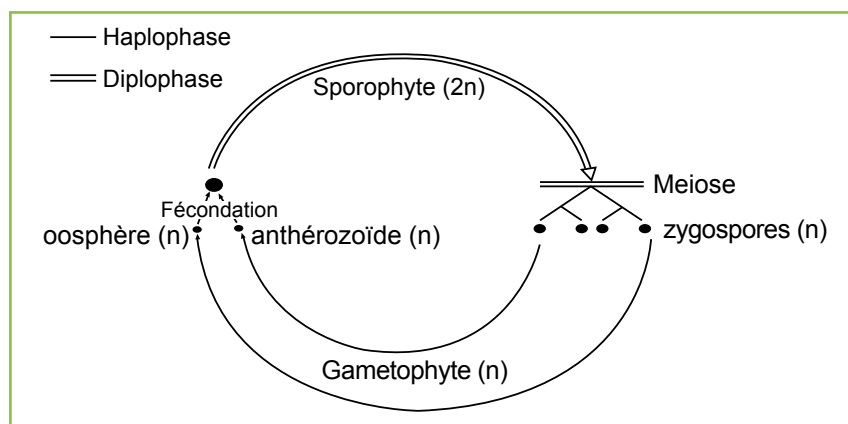 Haplophase
Diplophase
Sporophyte (2n)
Meiose
Fécondation
oosphère (n)
anthérozoïde (n)
zygospores (n)
Gametophyte (n)